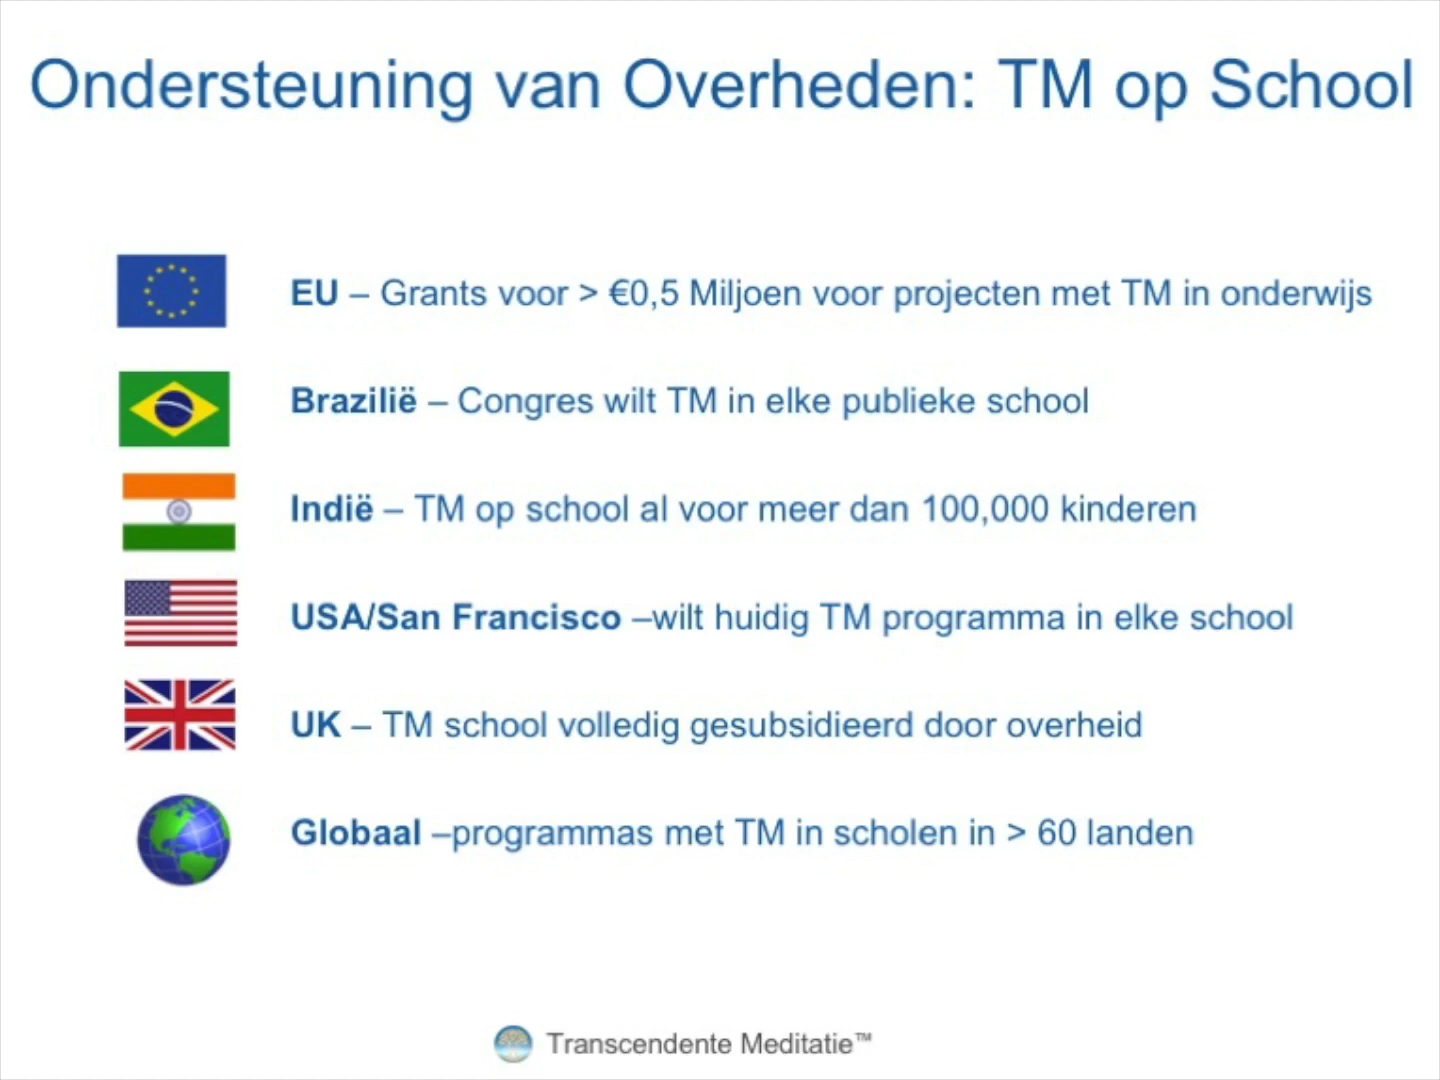 Ondersteuning van Overheden: TM op School
EU – Grants voor > €0,5 Miljoen voor projecten met TM in onderwijs
Brazilië – Congres wilt TM in elke publieke school
Indië – TM op school al voor meer dan 100,000 kinderen
USA/San Francisco –wilt huidig TM programma in elke school
UK – TM school volledig gesubsidieerd door overheid
Globaal –programmas met TM in scholen in > 60 landen
Transcendente Meditatie™